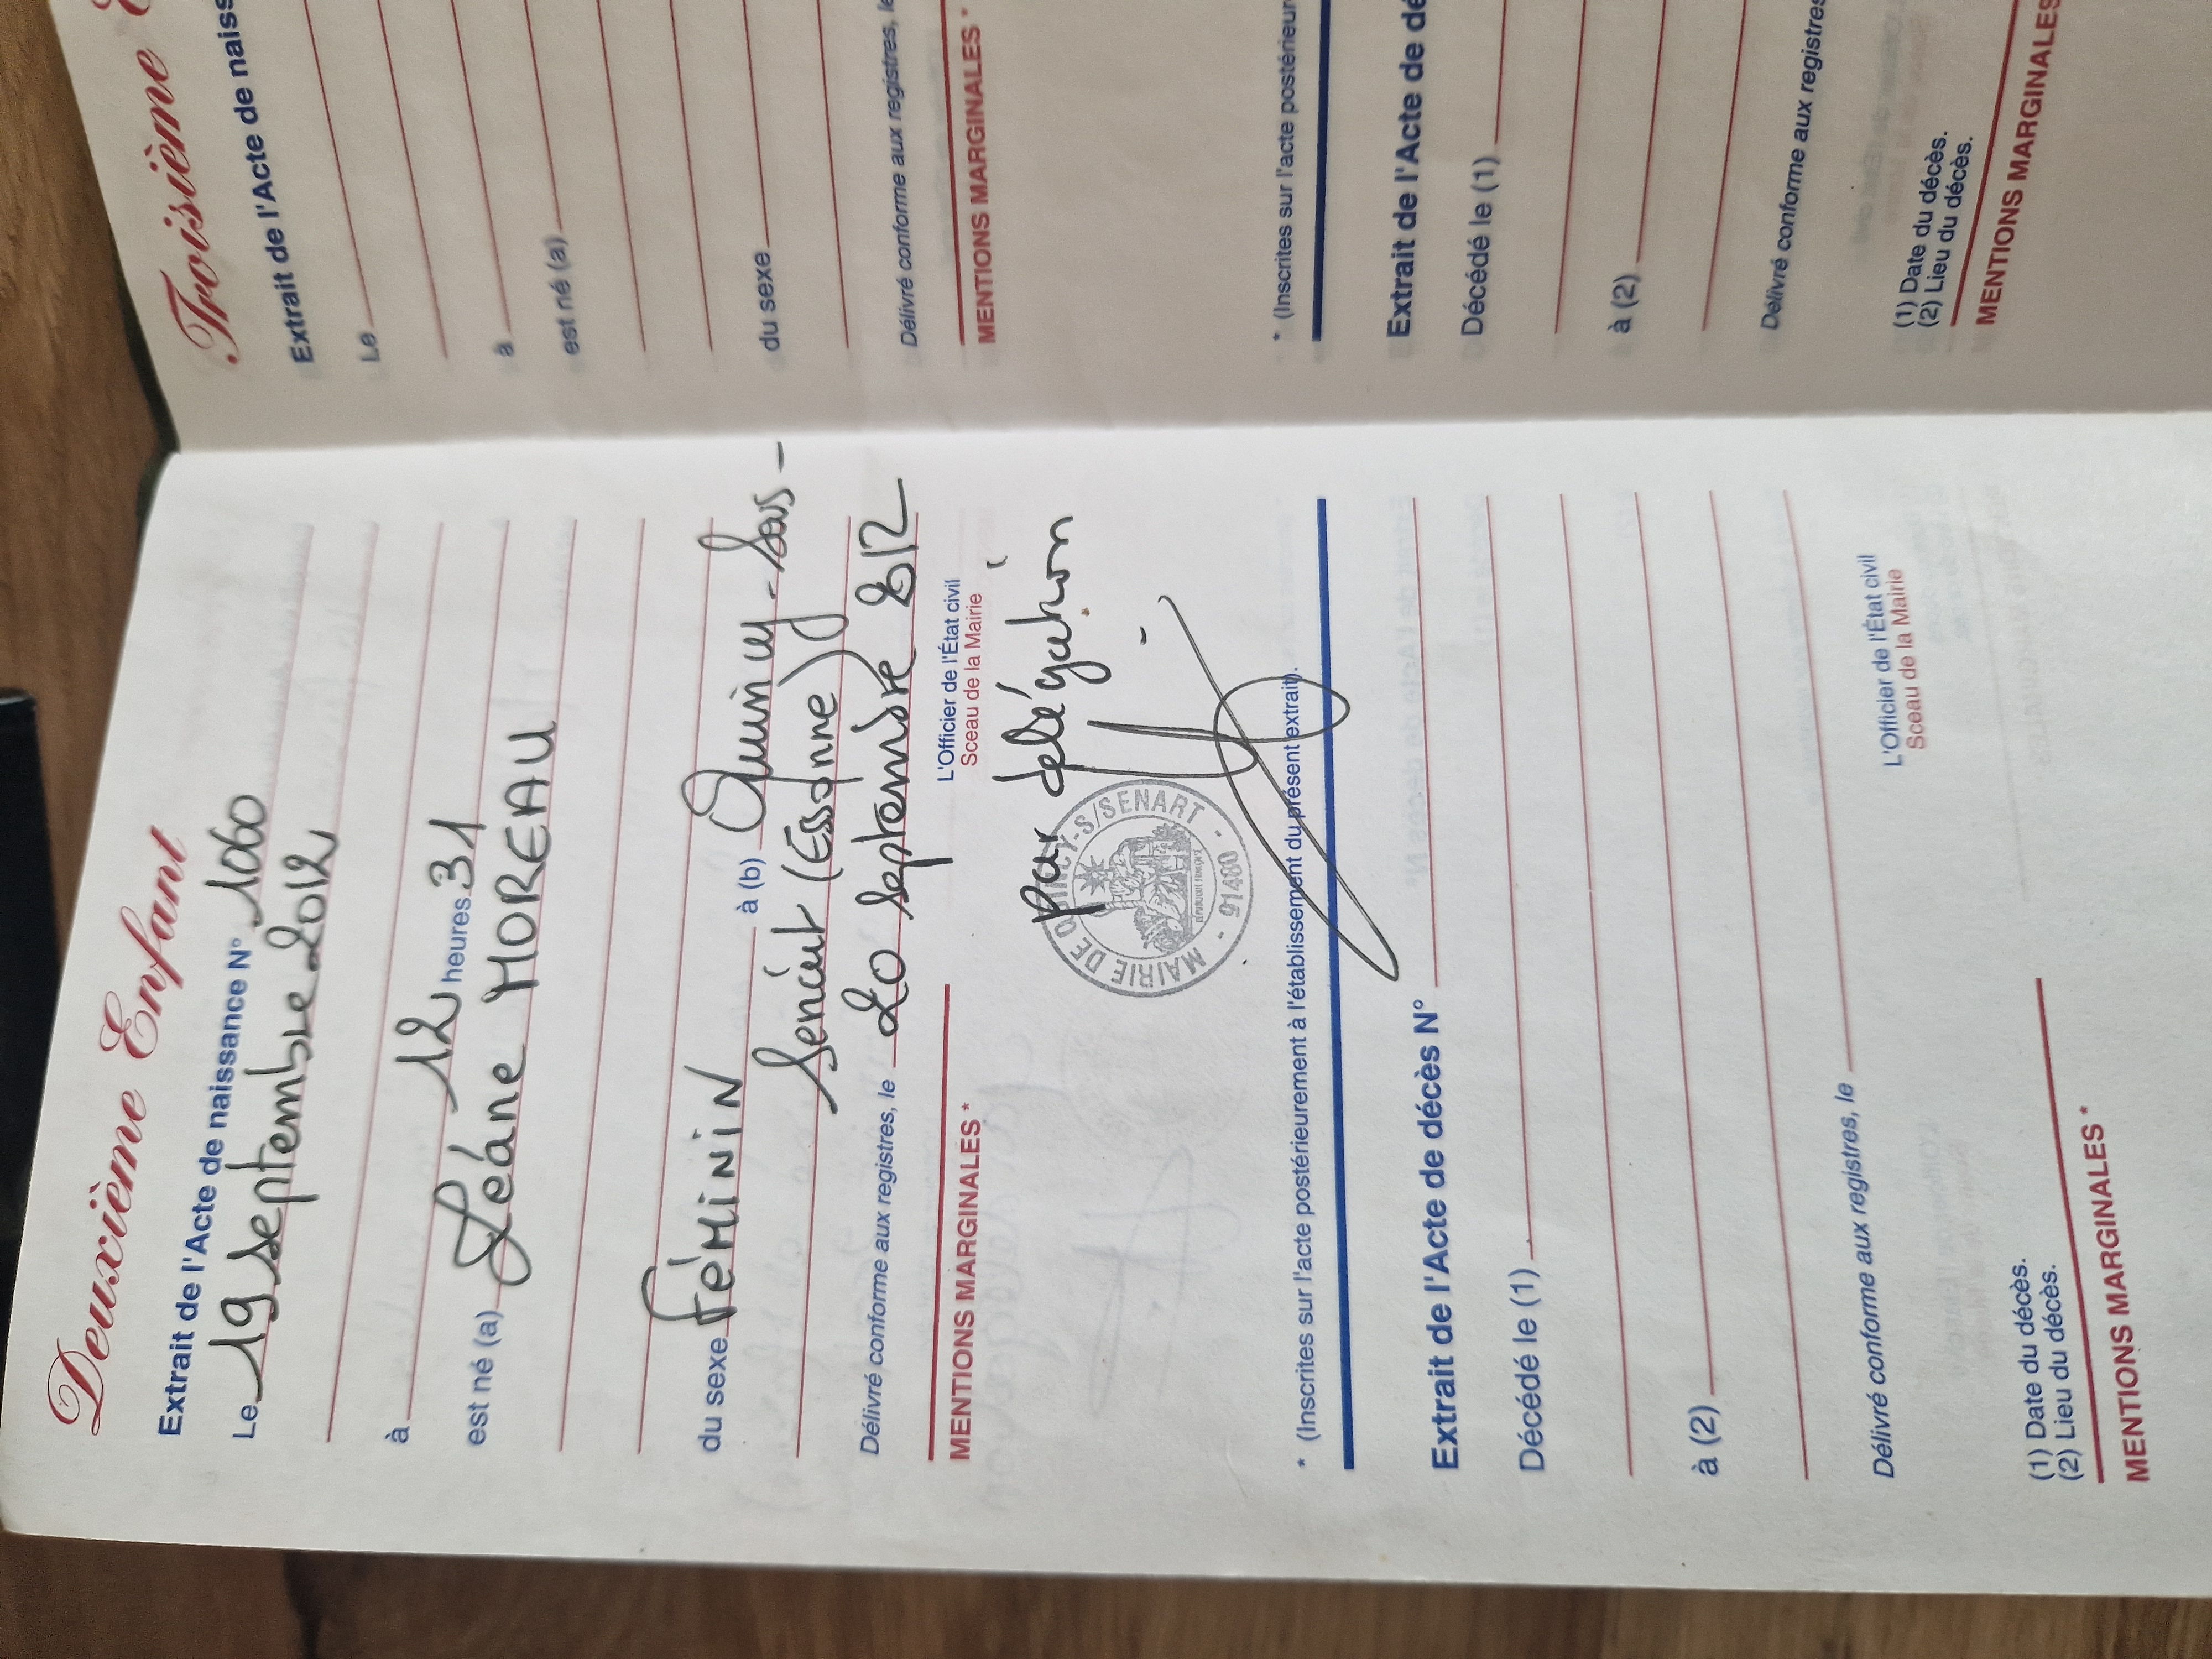 Deuxième Enfant
Extrait de l'Acte de naissance N° 1060
Le 19 septembre 2012
à 12 heures 31
est né (a) Léane MOREAU
du sexe FéMININ à (b) Quincy-sous-
Sénart (Essonne)
Délivré conforme aux registres, le 20 septembre 2012
MENTIONS MARGINALES *
L'Officier de l'État civil
Sceau de la Mairie
par délégation
MAIRIE DE QUINCY-S/SENART - 91480 -
* (Inscrites sur l'acte postérieurement à l'établissement du présent extrait).
Extrait de l'Acte de décès N°
Décédé le (1)
à (2)
Délivré conforme aux registres, le
L'Officier de l'État civil
Sceau de la Mairie
(1) Date du décès.
(2) Lieu du décès.
MENTIONS MARGINALES *
Troisième
Extrait de l'Acte de naiss
Le
à
est né (a)
du sexe
Délivré conforme aux registres, le
MENTIONS MARGINALES *
* (Inscrites sur l'acte postérieur
Extrait de l'Acte de dé
Décédé le (1)
à (2)
Délivré conforme aux registres
(1) Date du décès.
(2) Lieu du décès.
MENTIONS MARGINALES